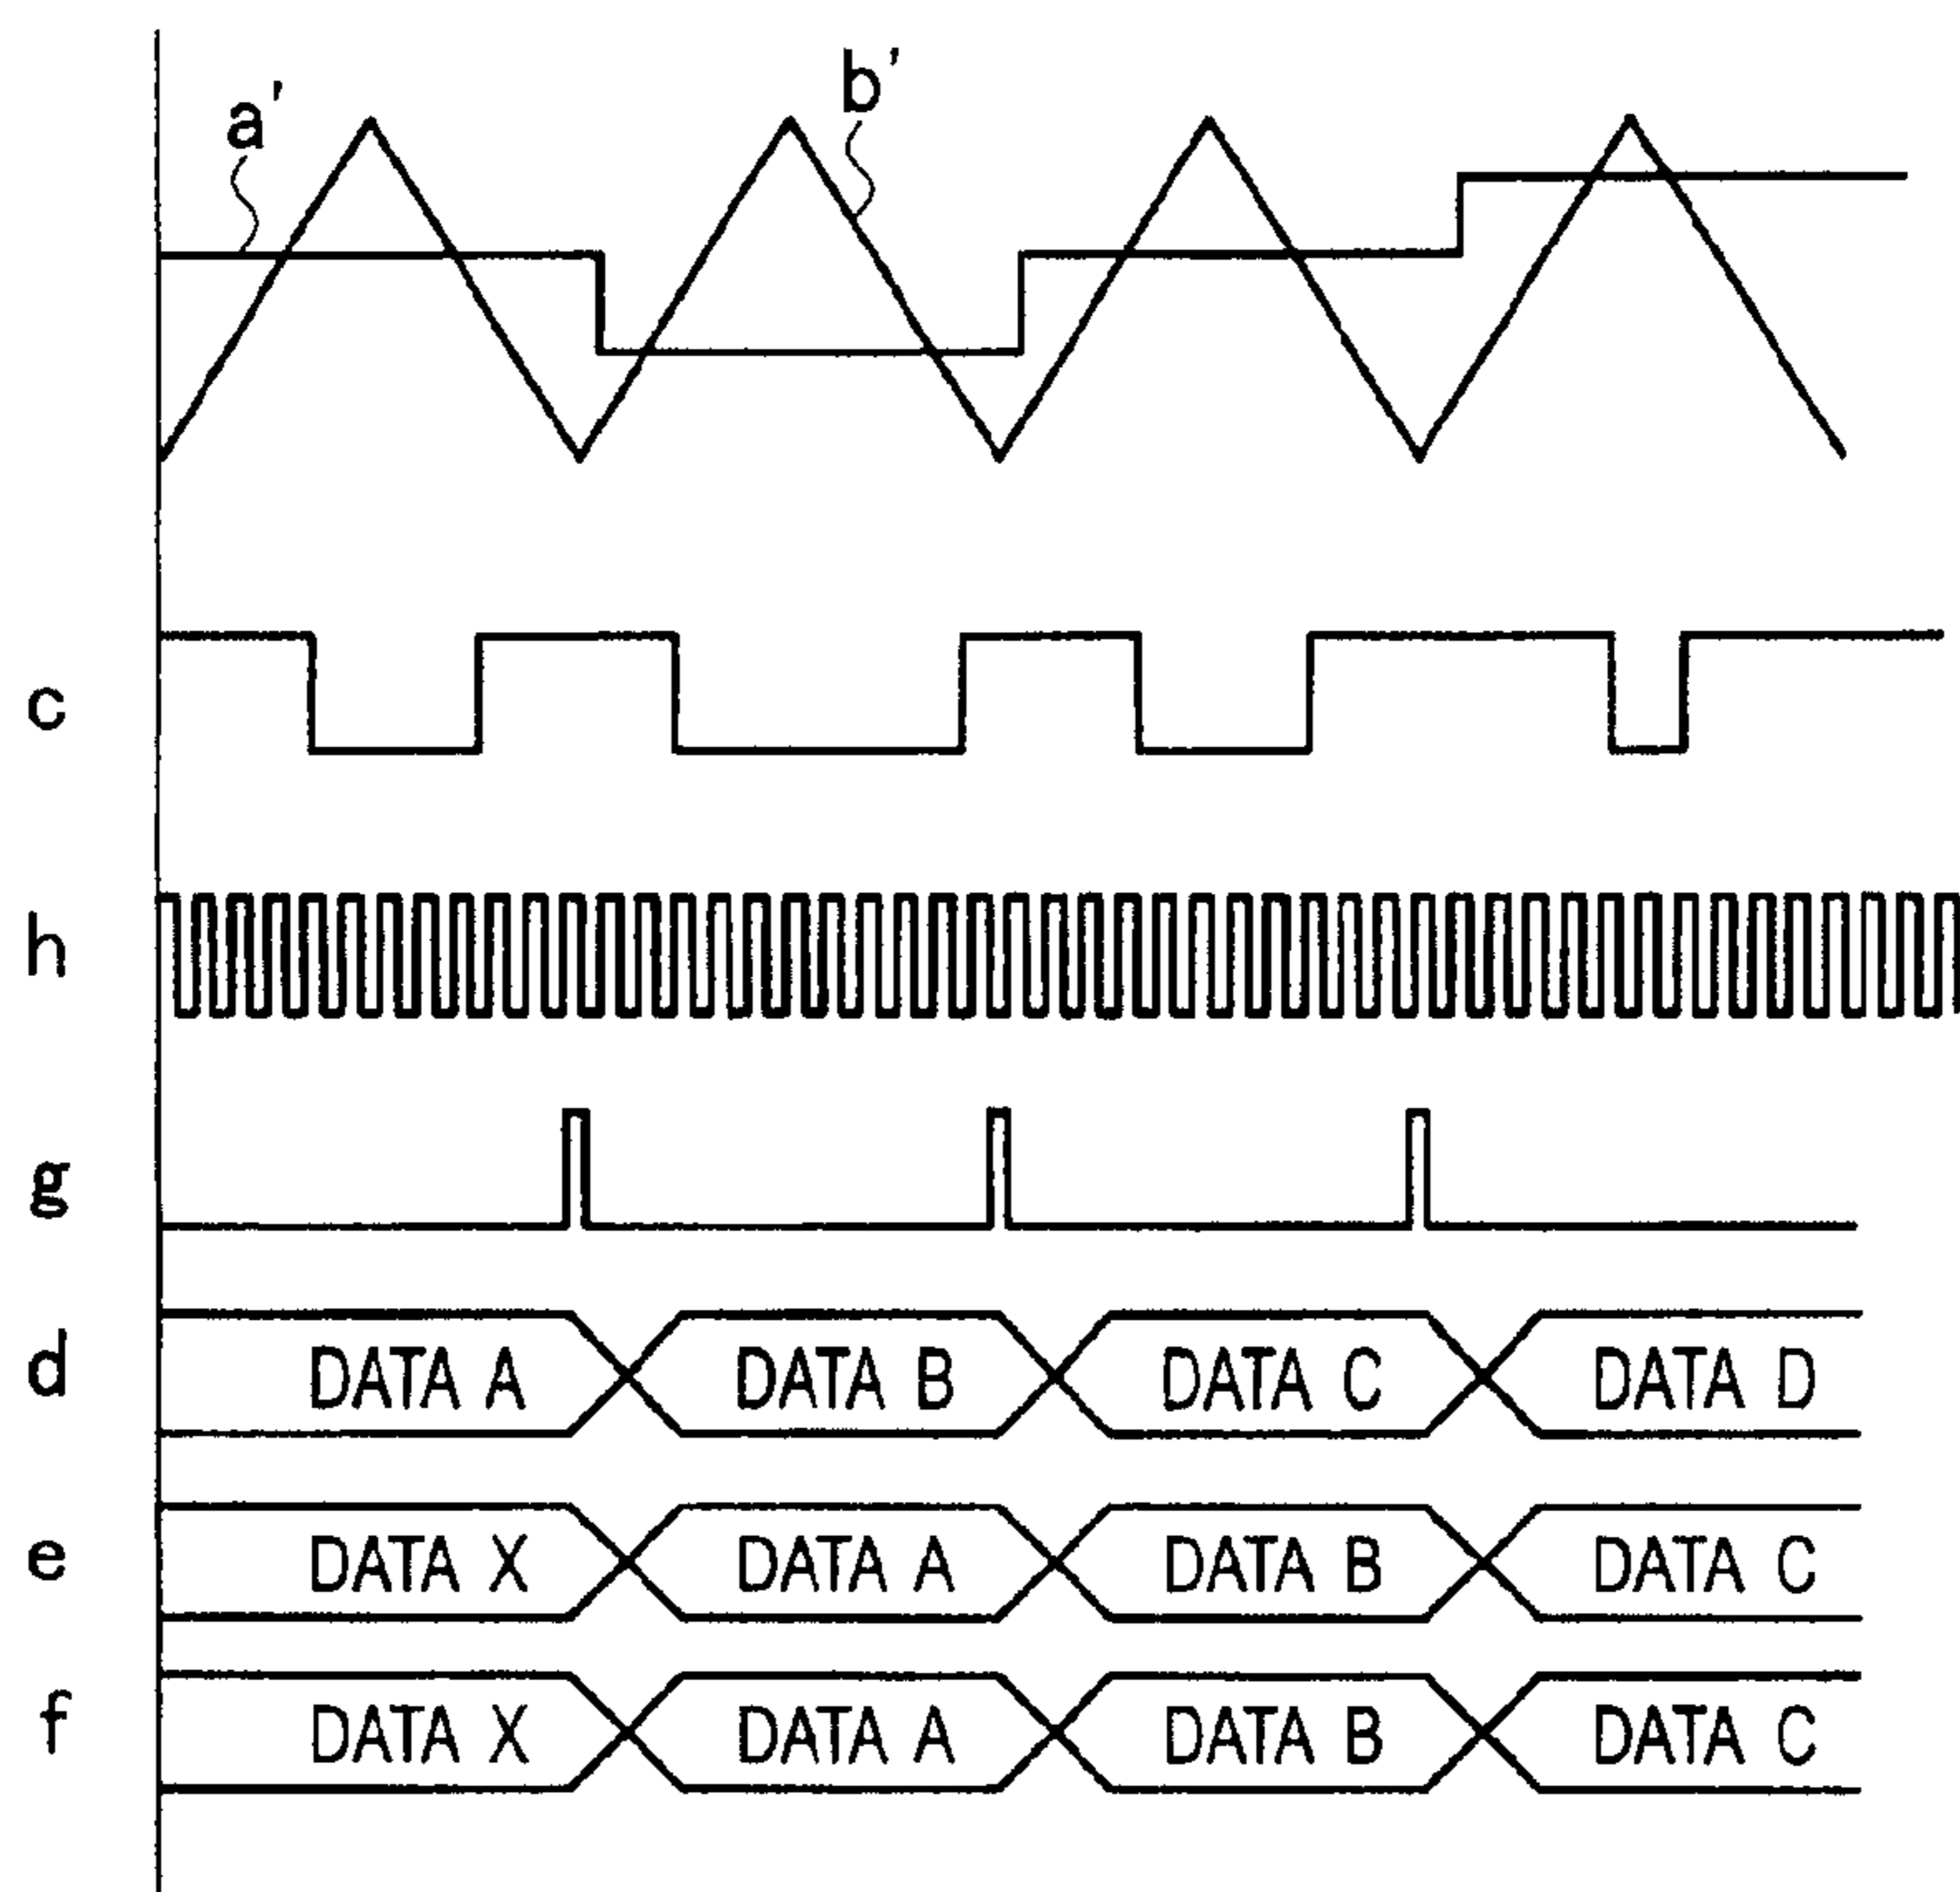 a'
b'
c
h
g
d DATA A DATA B DATA C DATA D
e DATA X DATA A DATA B DATA C
f DATA X DATA A DATA B DATA C